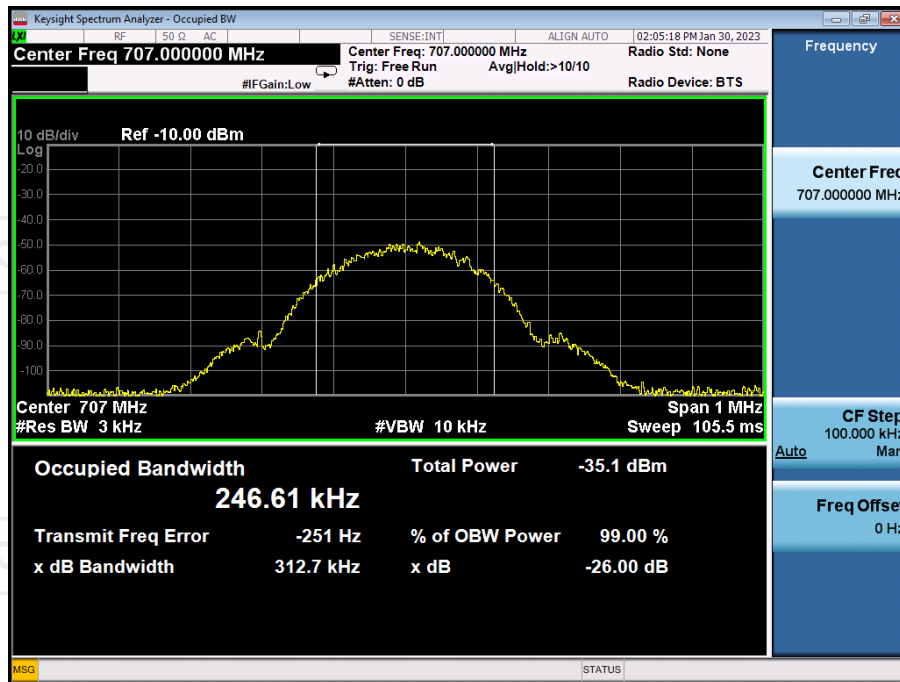 Keysight Spectrum Analyzer - Occupied BW
LXI RF 50 Ω AC SENSE:INT ALIGN AUTO 02:05:18 PM Jan 30, 2023
Center Freq 707.000000 MHz
Center Freq: 707.000000 MHz Radio Std: None
Trig: Free Run Avg|Hold:>10/10
#IFGain:Low #Atten: 0 dB Radio Device: BTS
10 dB/div Ref -10.00 dBm
Log
-20.0
-30.0
-40.0
-50.0
-60.0
-70.0
-80.0
-90.0
-100
Center 707 MHz Span 1 MHz
#Res BW 3 kHz #VBW 10 kHz Sweep 105.5 ms
Occupied Bandwidth Total Power -35.1 dBm
246.61 kHz
Transmit Freq Error -251 Hz % of OBW Power 99.00 %
x dB Bandwidth 312.7 kHz x dB -26.00 dB
MSG STATUS
Frequency
Center Freq
707.000000 MHz
CF Step
100.000 kHz
Auto Man
Freq Offset
0 Hz